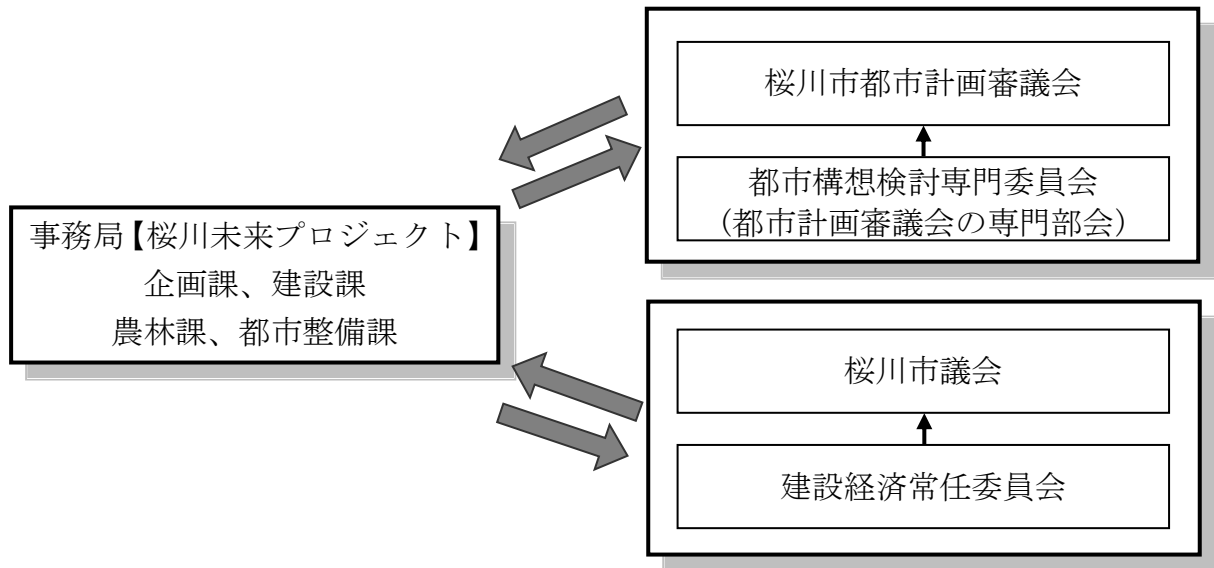 桜川市都市計画審議会
都市構想検討専門委員会
(都市計画審議会の専門部会)
事務局【桜川未来プロジェクト】
企画課、建設課
農林課、都市整備課
桜川市議会
建設経済常任委員会